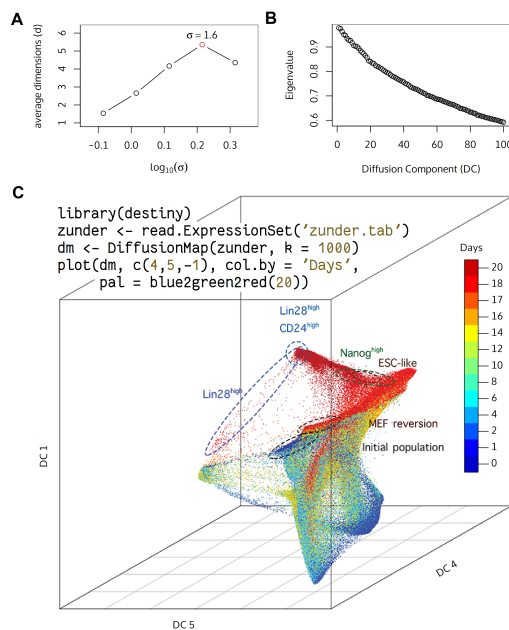 A
average dimensions (d)
6
5
4
3
2
1
σ = 1.6
−0.1
0.0
0.1
0.2
0.3
log10(σ)
B
Eigenvalue
0.9
0.8
0.7
0.6
0
20
40
60
80
100
Diffusion Component (DC)
C
library(destiny)
zunder <- read.ExpressionSet('zunder.tab')
dm <- DiffusionMap(zunder, k = 1000)
plot(dm, c(4,5,-1), col.by = 'Days',
pal = blue2green2red(20))
Days
20
18
17
16
15
14
12
11
10
9
8
6
4
2
0
Lin28high
CD24high
Nanoghigh
ESC-like
Lin28high
MEF reversion
Initial population
DC 1
DC 4
DC 5